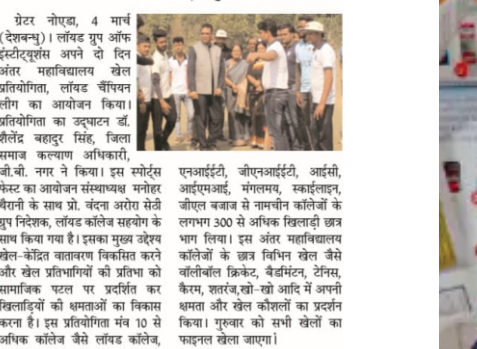 ग्रेटर नोएडा, 4 मार्च
(देशबन्धु)। लॉयड ग्रुप ऑफ
इंस्टीट्यूशंस अपने दो दिन
अंतर महाविद्यालय खेल
प्रतियोगिता, लॉयड चैंपियन
लीग का आयोजन किया।
प्रतियोगिता का उद्घाटन डॉ.
शैलेंद्र बहादुर सिंह, जिला
समाज कल्याण अधिकारी,
जी.बी. नगर ने किया। इस स्पोर्ट्स
फेस्ट का आयोजन संस्थाध्यक्ष मनोहर
थैरानी के साथ प्रो. वंदना अरोरा सेठी
ग्रुप निदेशक, लॉयड कॉलेज सहयोग के
साथ किया गया है। इसका मुख्य उद्देश्य
खेल-केंद्रित वातावरण विकसित करने
और खेल प्रतिभागियों की प्रतिभा को
सामाजिक पटल पर प्रदर्शित कर
खिलाड़ियों की क्षमताओं का विकास
करना है। इस प्रतियोगिता मंव 10 से
अधिक कॉलेज जैसे लॉयड कॉलेज,
एनआईईटी, जीएनआईईटी, आईसी,
आईएमआई, मंगलमय, स्काईलाइन,
जीएल बजाज से नामचीन कॉलेजों के
लगभग 300 से अधिक खिलाड़ी छात्र
भाग लिया। इस अंतर महाविद्यालय
कॉलेजों के छात्र विभिन खेल जैसे
वॉलीबॉल क्रिकेट, बैडमिंटन, टेनिस,
कैरम, शतरंज,खो-खो आदि में अपनी
क्षमता और खेल कौशलों का प्रदर्शन
किया। गुरुवार को सभी खेलों का
फाइनल खेला जाएगा।